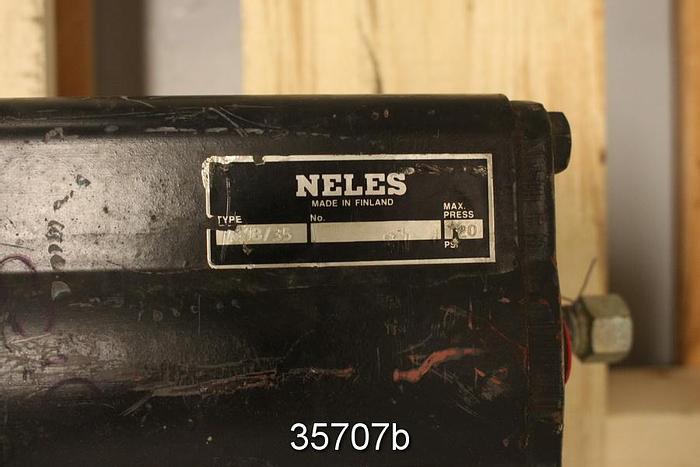 NELES
MADE IN FINLAND
TYPE
No.
MAX.
PRESS
PSI
35707b